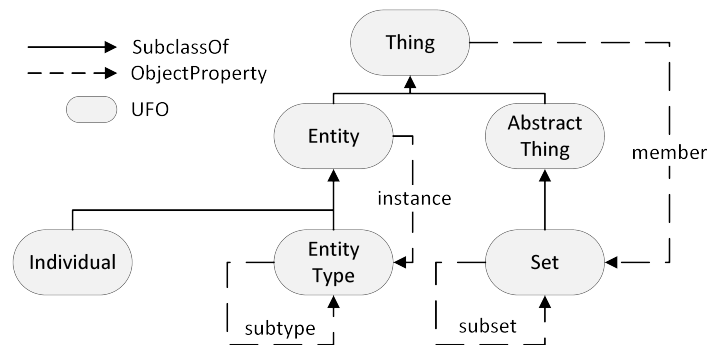 SubclassOf
ObjectProperty
UFO
Thing
Entity
Abstract
Thing
member
instance
Individual
Entity
Type
Set
subtype
subset